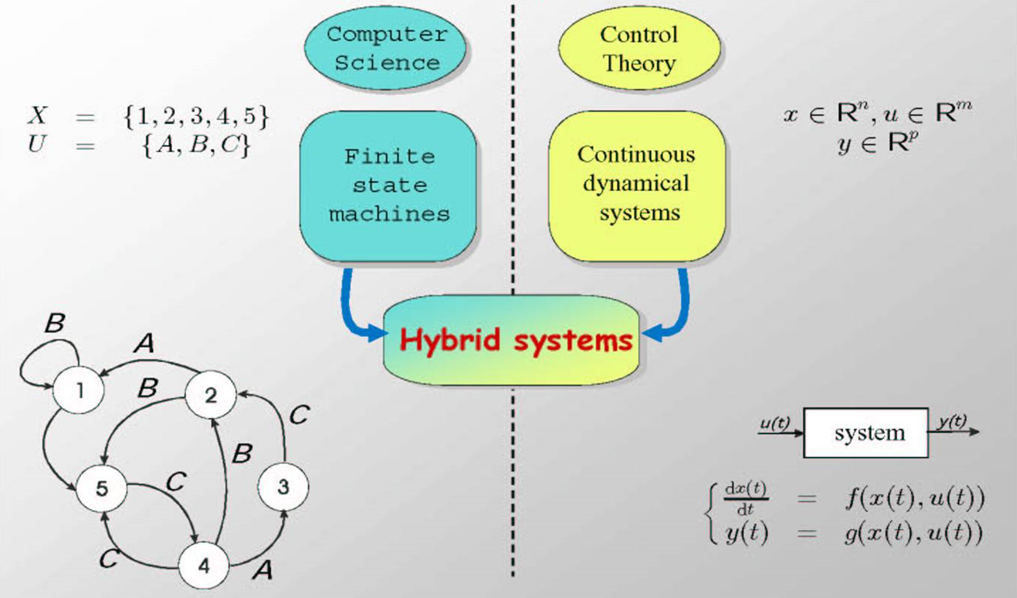 Computer
Science
Control
Theory
X = {1, 2, 3, 4, 5}
U = {A, B, C}
Finite
state
machines
Continuous
dynamical
systems
x ∈ Rⁿ, u ∈ Rᵐ
y ∈ Rᵖ
Hybrid systems
B
A
1
B
2
C
B
5
C
3
C
4
A
u(t)
system
y(t)
dx(t)/dt = f(x(t), u(t))
y(t) = g(x(t), u(t))